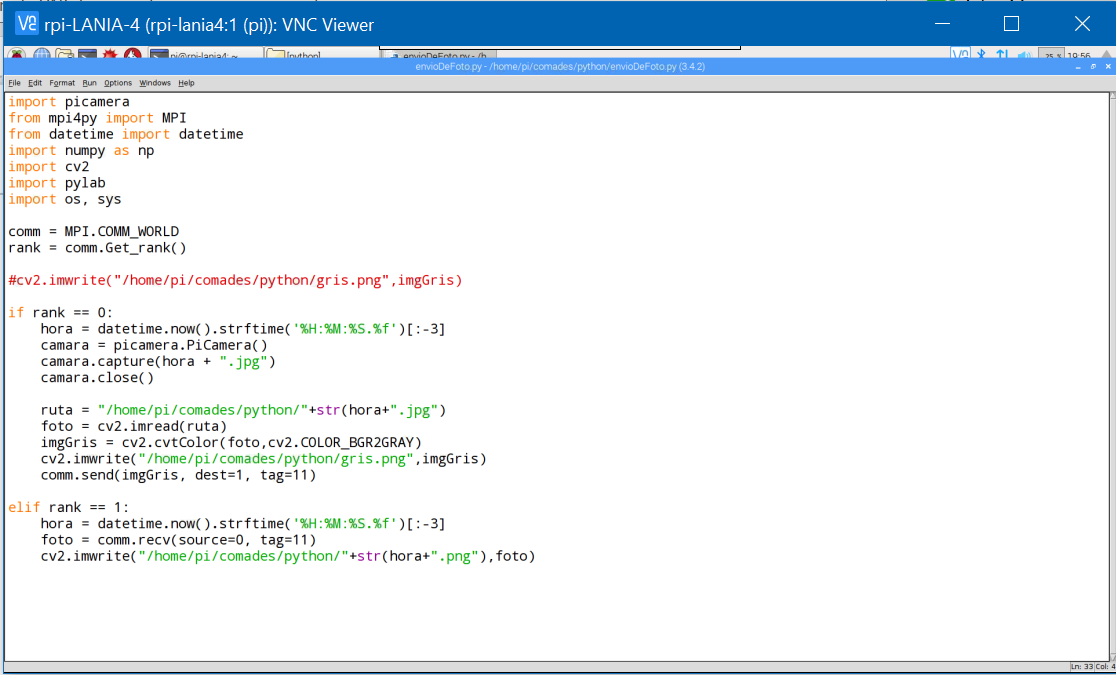 rpi-LANIA-4 (rpi-lania4:1 (pi)): VNC Viewer
pi@rpi-lania4: ~ [python] envioDeFoto.py - /h 25 % 19:56
envioDeFoto.py - /home/pi/comades/python/envioDeFoto.py (3.4.2)
File Edit Format Run Options Windows Help
import picamera
from mpi4py import MPI
from datetime import datetime
import numpy as np
import cv2
import pylab
import os, sys
comm = MPI.COMM_WORLD
rank = comm.Get_rank()
#cv2.imwrite("/home/pi/comades/python/gris.png",imgGris)
if rank == 0:
    hora = datetime.now().strftime('%H:%M:%S.%f')[:-3]
    camara = picamera.PiCamera()
    camara.capture(hora + ".jpg")
    camara.close()
    ruta = "/home/pi/comades/python/"+str(hora+".jpg")
    foto = cv2.imread(ruta)
    imgGris = cv2.cvtColor(foto,cv2.COLOR_BGR2GRAY)
    cv2.imwrite("/home/pi/comades/python/gris.png",imgGris)
    comm.send(imgGris, dest=1, tag=11)
elif rank == 1:
    hora = datetime.now().strftime('%H:%M:%S.%f')[:-3]
    foto = comm.recv(source=0, tag=11)
    cv2.imwrite("/home/pi/comades/python/"+str(hora+".png"),foto)
Ln: 33 Col: 4